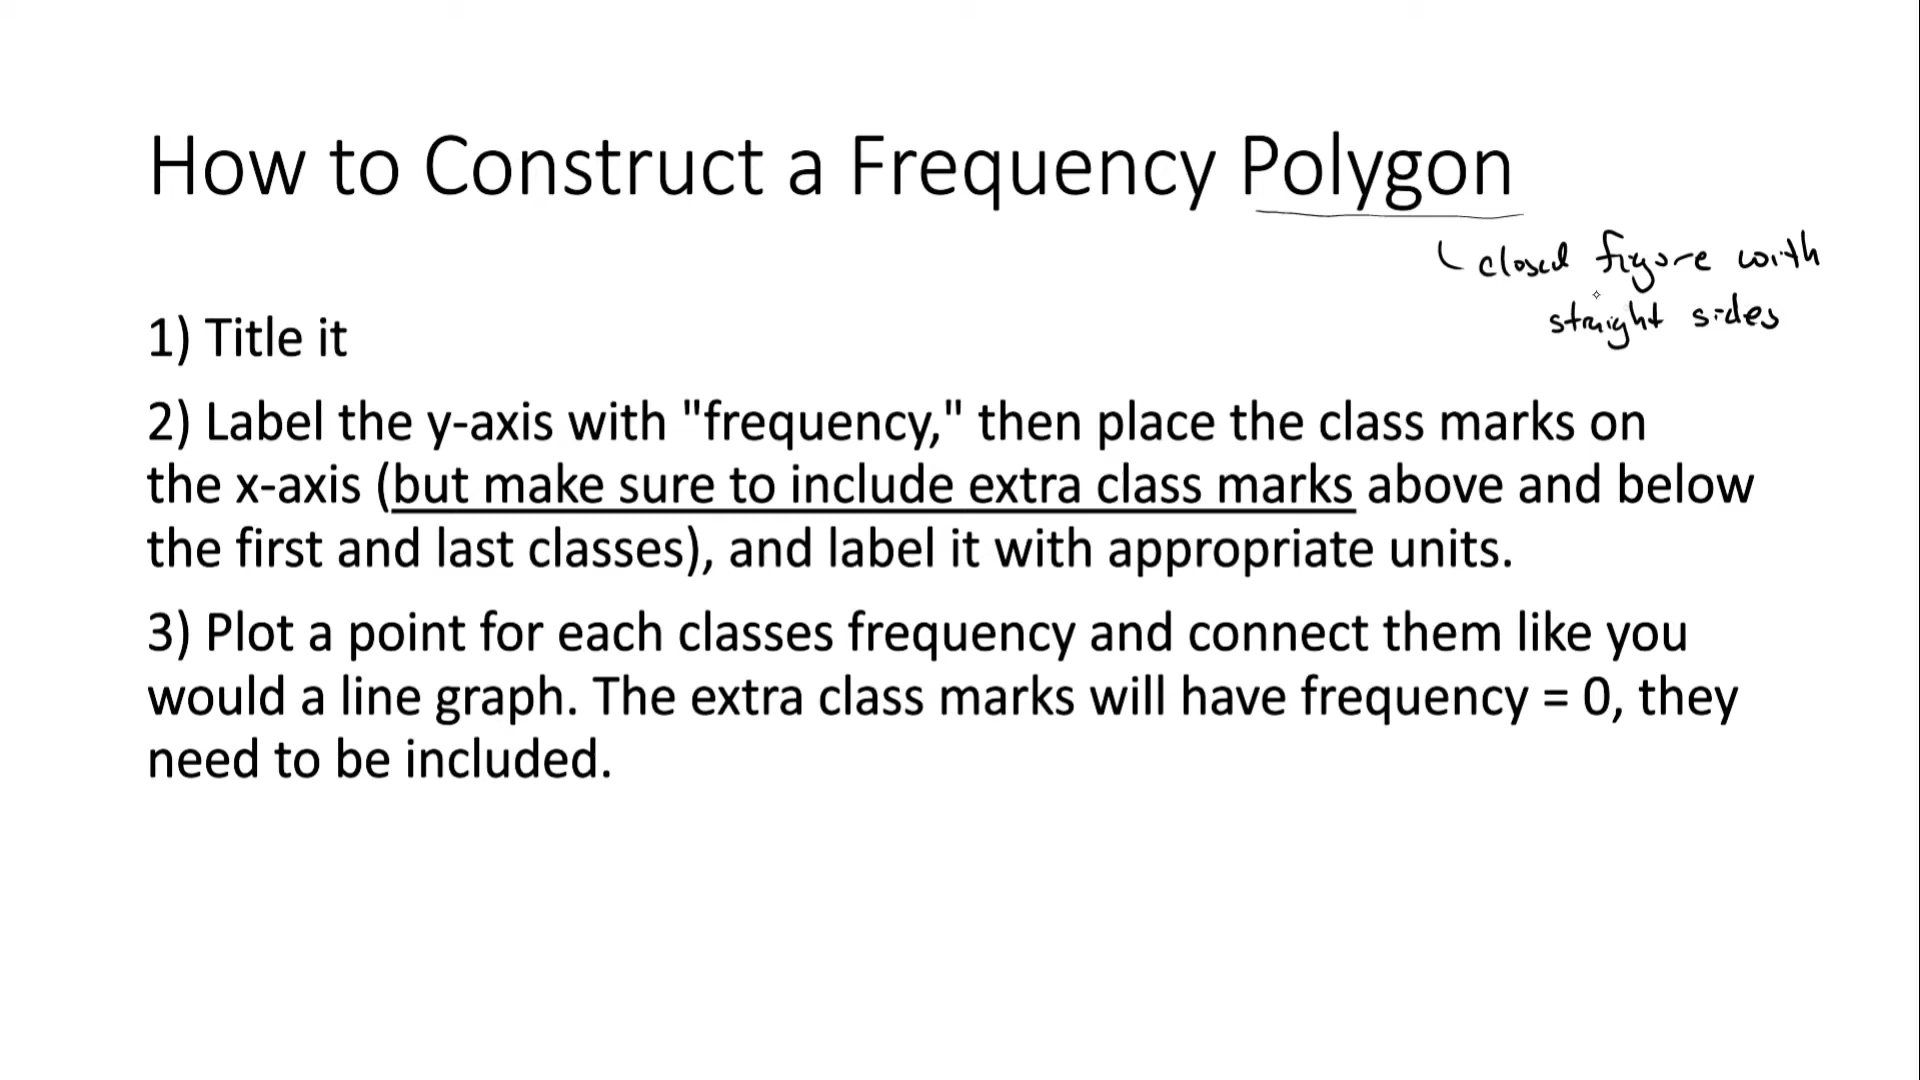 How to Construct a Frequency Polygon
closed figure with
straight sides
1) Title it
2) Label the y-axis with "frequency," then place the class marks on
the x-axis (but make sure to include extra class marks above and below
the first and last classes), and label it with appropriate units.
3) Plot a point for each classes frequency and connect them like you
would a line graph. The extra class marks will have frequency = 0, they
need to be included.